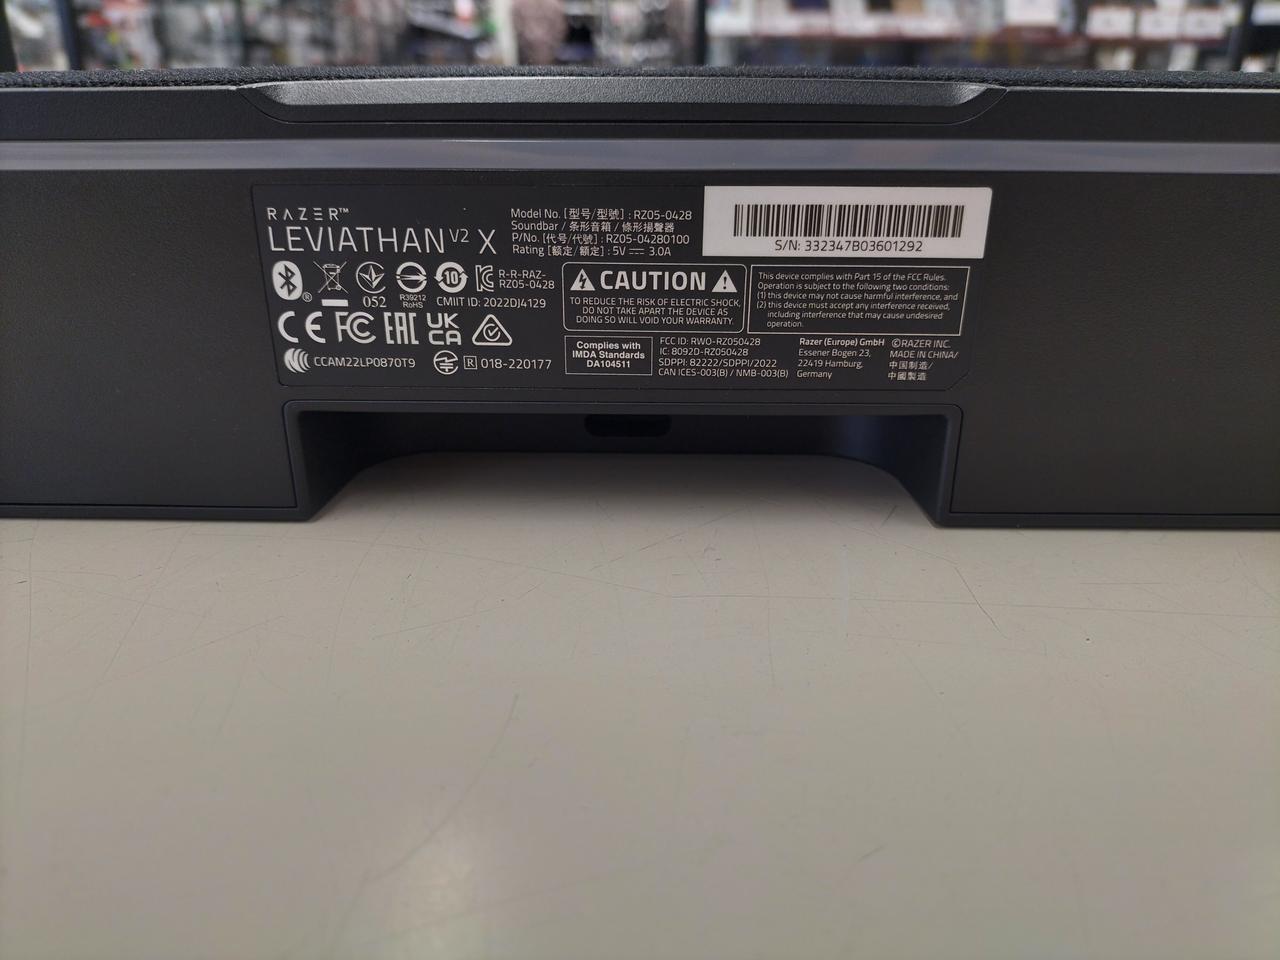 RAZER™
LEVIATHAN V2 X
Model No. [型号/型號] : RZ05-0428
Soundbar / 条形音箱 / 條形揚聲器
P/No. [代号/代號] : RZ05-04280100
Rating [额定/額定] : 5V ⎓ 3.0A
S/N: 332347B03601292
®
052
R39212
RoHS
10
R-R-RAZ-
RZ05-0428
CMIIT ID: 2022DJ4129
CE FC EAC UK
CA
CCAM22LP0870T9
R 018-220177
CAUTION
TO REDUCE THE RISK OF ELECTRIC SHOCK,
DO NOT TAKE APART THE DEVICE AS
DOING SO WILL VOID YOUR WARRANTY.
This device complies with Part 15 of the FCC Rules.
Operation is subject to the following two conditions:
(1) this device may not cause harmful interference, and
(2) this device must accept any interference received,
including interference that may cause undesired
operation.
Complies with
IMDA Standards
DA104511
FCC ID: RWO-RZ050428
IC: 8092D-RZ050428
SDPPI: 82222/SDPPI/2022
CAN ICES-003(B) / NMB-003(B)
Razer (Europe) GmbH
Essener Bogen 23,
22419 Hamburg,
Germany
©RAZER INC.
MADE IN CHINA/
中国制造/
中國製造